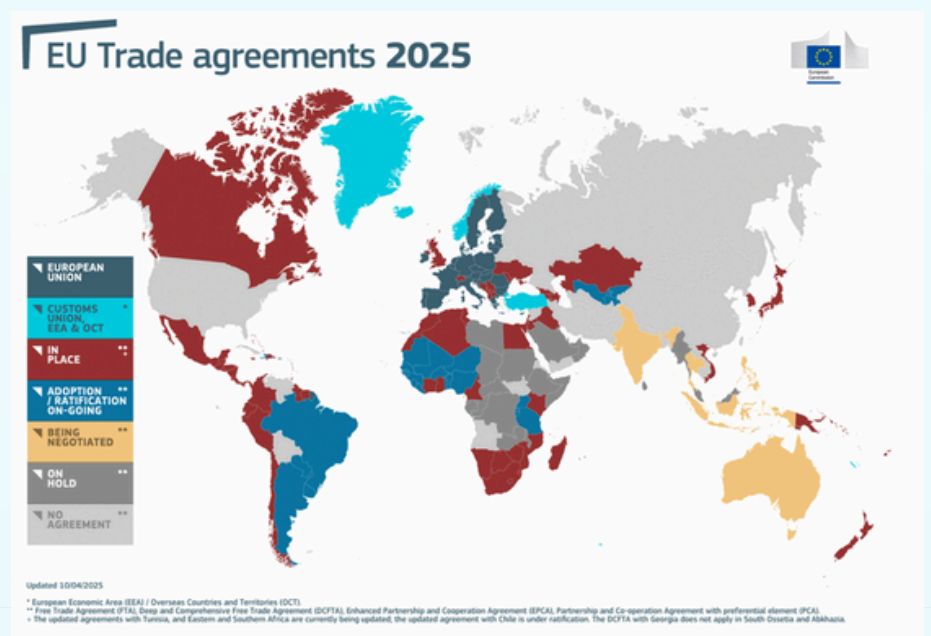 EU Trade agreements 2025
European
Commission
EUROPEAN
UNION
CUSTOMS *
UNION,
EEA & OCT
IN **
PLACE +
ADOPTION **
/ RATIFICATION
ON-GOING
BEING **
NEGOTIATED
ON **
HOLD
NO **
AGREEMENT
Updated 10/04/2025
* European Economic Area (EEA) / Overseas Countries and Territories (OCT).
** Free Trade Agreement (FTA), Deep and Comprehensive Free Trade Agreement (DCFTA), Enhanced Partnership and Cooperation Agreement (EPCA), Partnership and Co-operation Agreement with preferential element (PCA).
+ The updated agreements with Tunisia, and Eastern and Southern Africa are currently being updated; the updated agreement with Chile is under ratification. The DCFTA with Georgia does not apply in South Ossetia and Abkhazia.